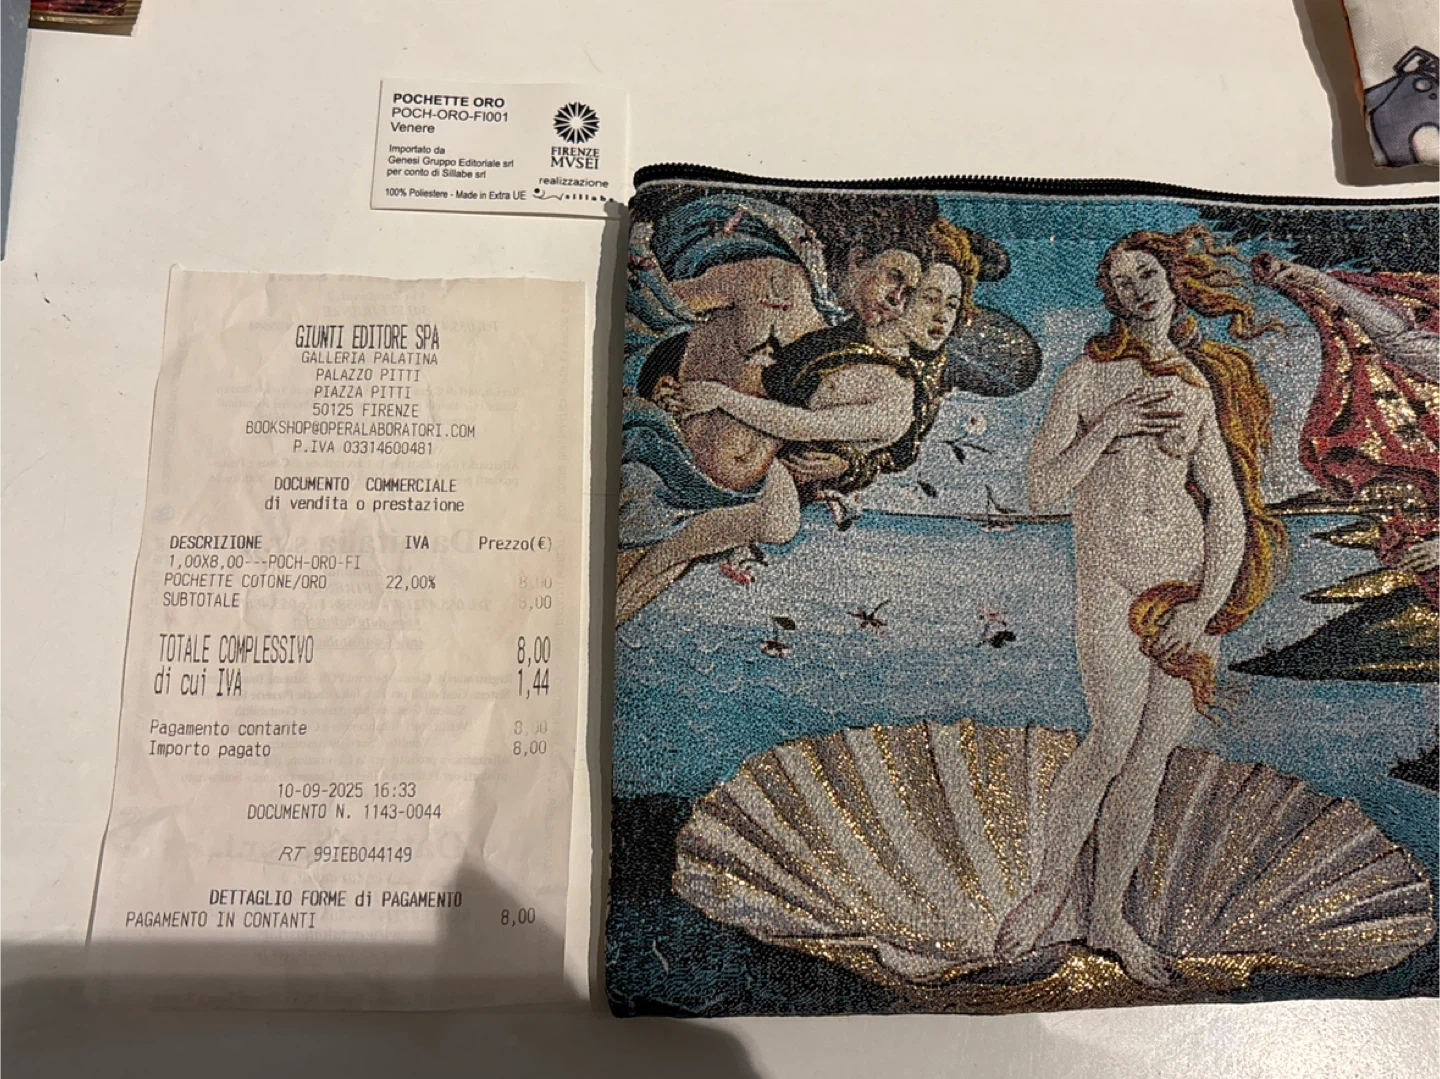 POCHETTE ORO
POCH-ORO-FI001
Venere
Importato da
Genesi Gruppo Editoriale srl
per conto di Sillabe srl
100% Poliestere - Made in Extra UE
FIRENZE
MVSEI
realizzazione
sillabe
GIUNTI EDITORE SPA
GALLERIA PALATINA
PALAZZO PITTI
PIAZZA PITTI
50125 FIRENZE
BOOKSHOP@OPERALABORATORI.COM
P.IVA 03314600481
DOCUMENTO COMMERCIALE
di vendita o prestazione
DESCRIZIONE IVA Prezzo(€)
1,00X8,00---POCH-ORO-FI
POCHETTE COTONE/ORO 22,00% 8,00
SUBTOTALE 8,00
TOTALE COMPLESSIVO 8,00
di cui IVA 1,44
Pagamento contante 8,00
Importo pagato 8,00
10-09-2025 16:33
DOCUMENTO N. 1143-0044
RT 99IEB044149
DETTAGLIO FORME di PAGAMENTO
PAGAMENTO IN CONTANTI 8,00